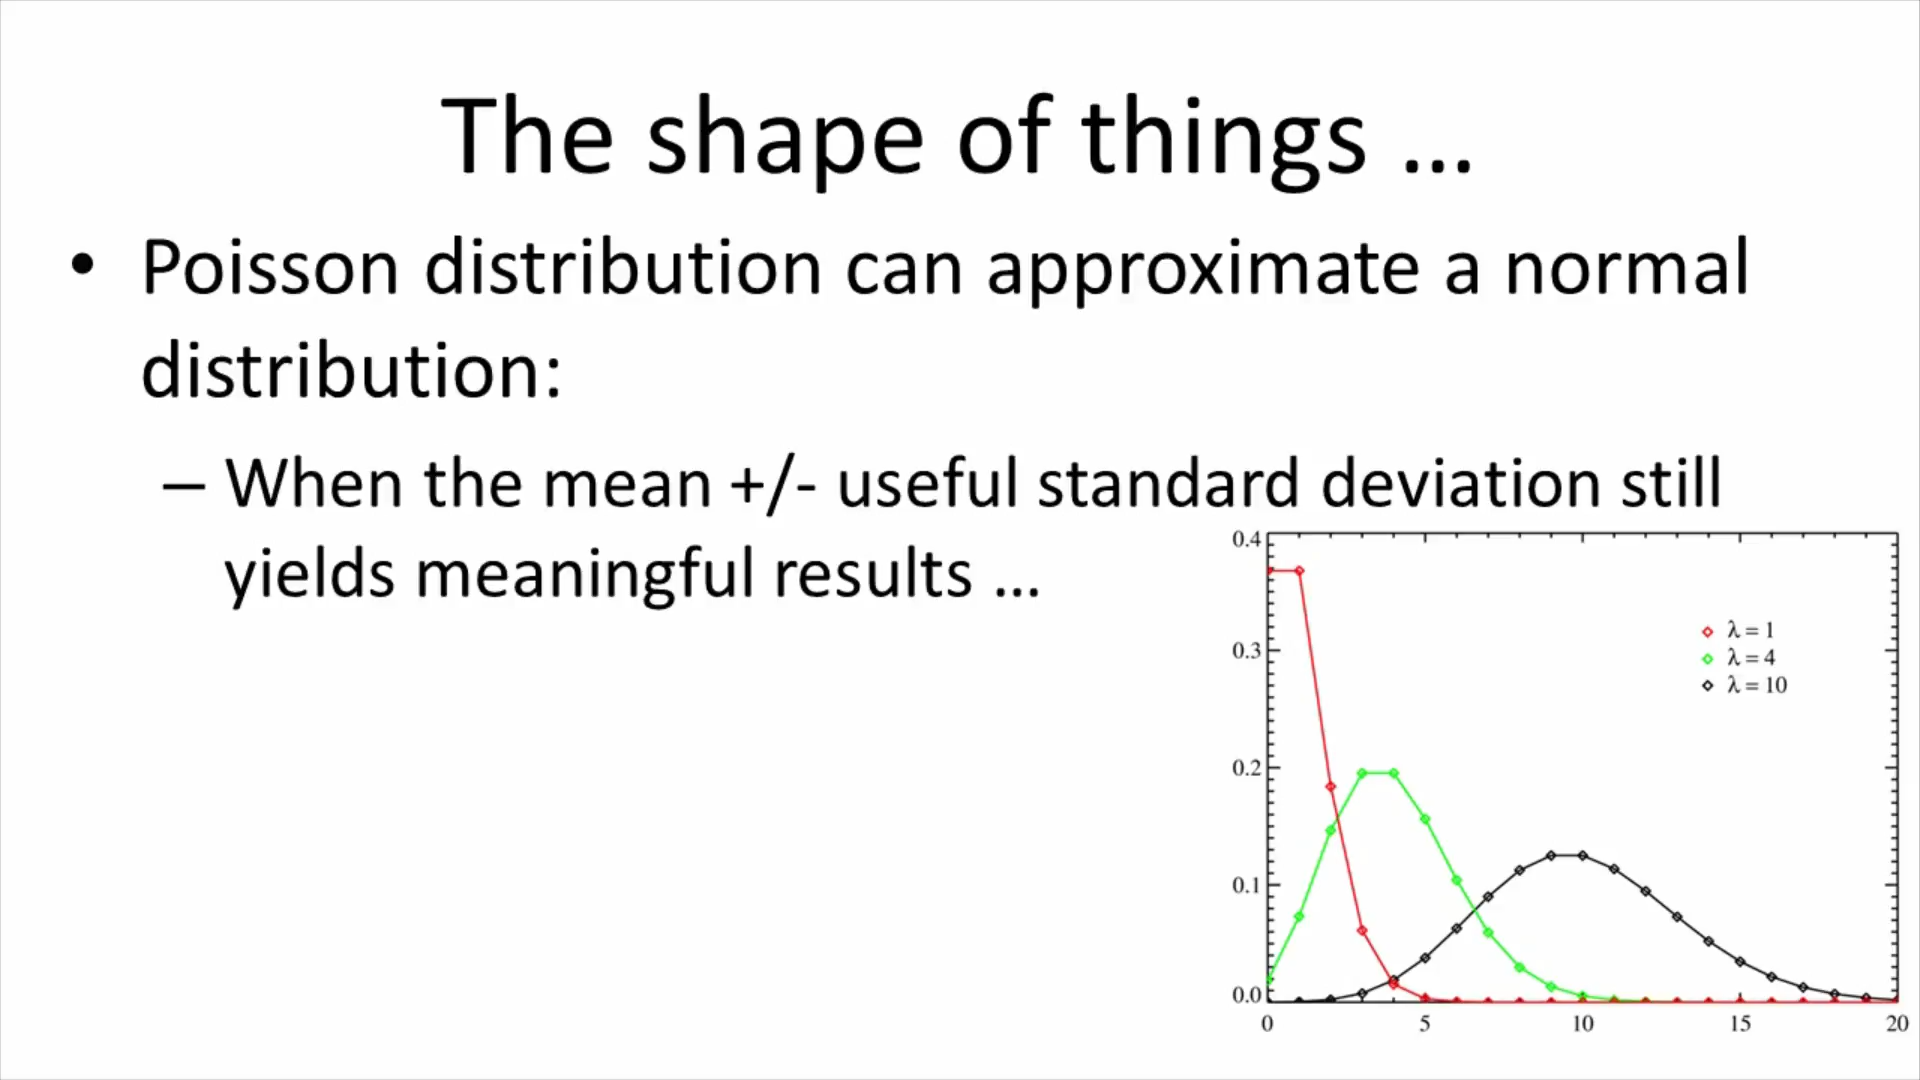 The shape of things ...
• Poisson distribution can approximate a normal
distribution:
– When the mean +/- useful standard deviation still
yields meaningful results ...
0.4
0.3
0.2
0.1
0.0
λ = 1
λ = 4
λ = 10
0 5 10 15 20